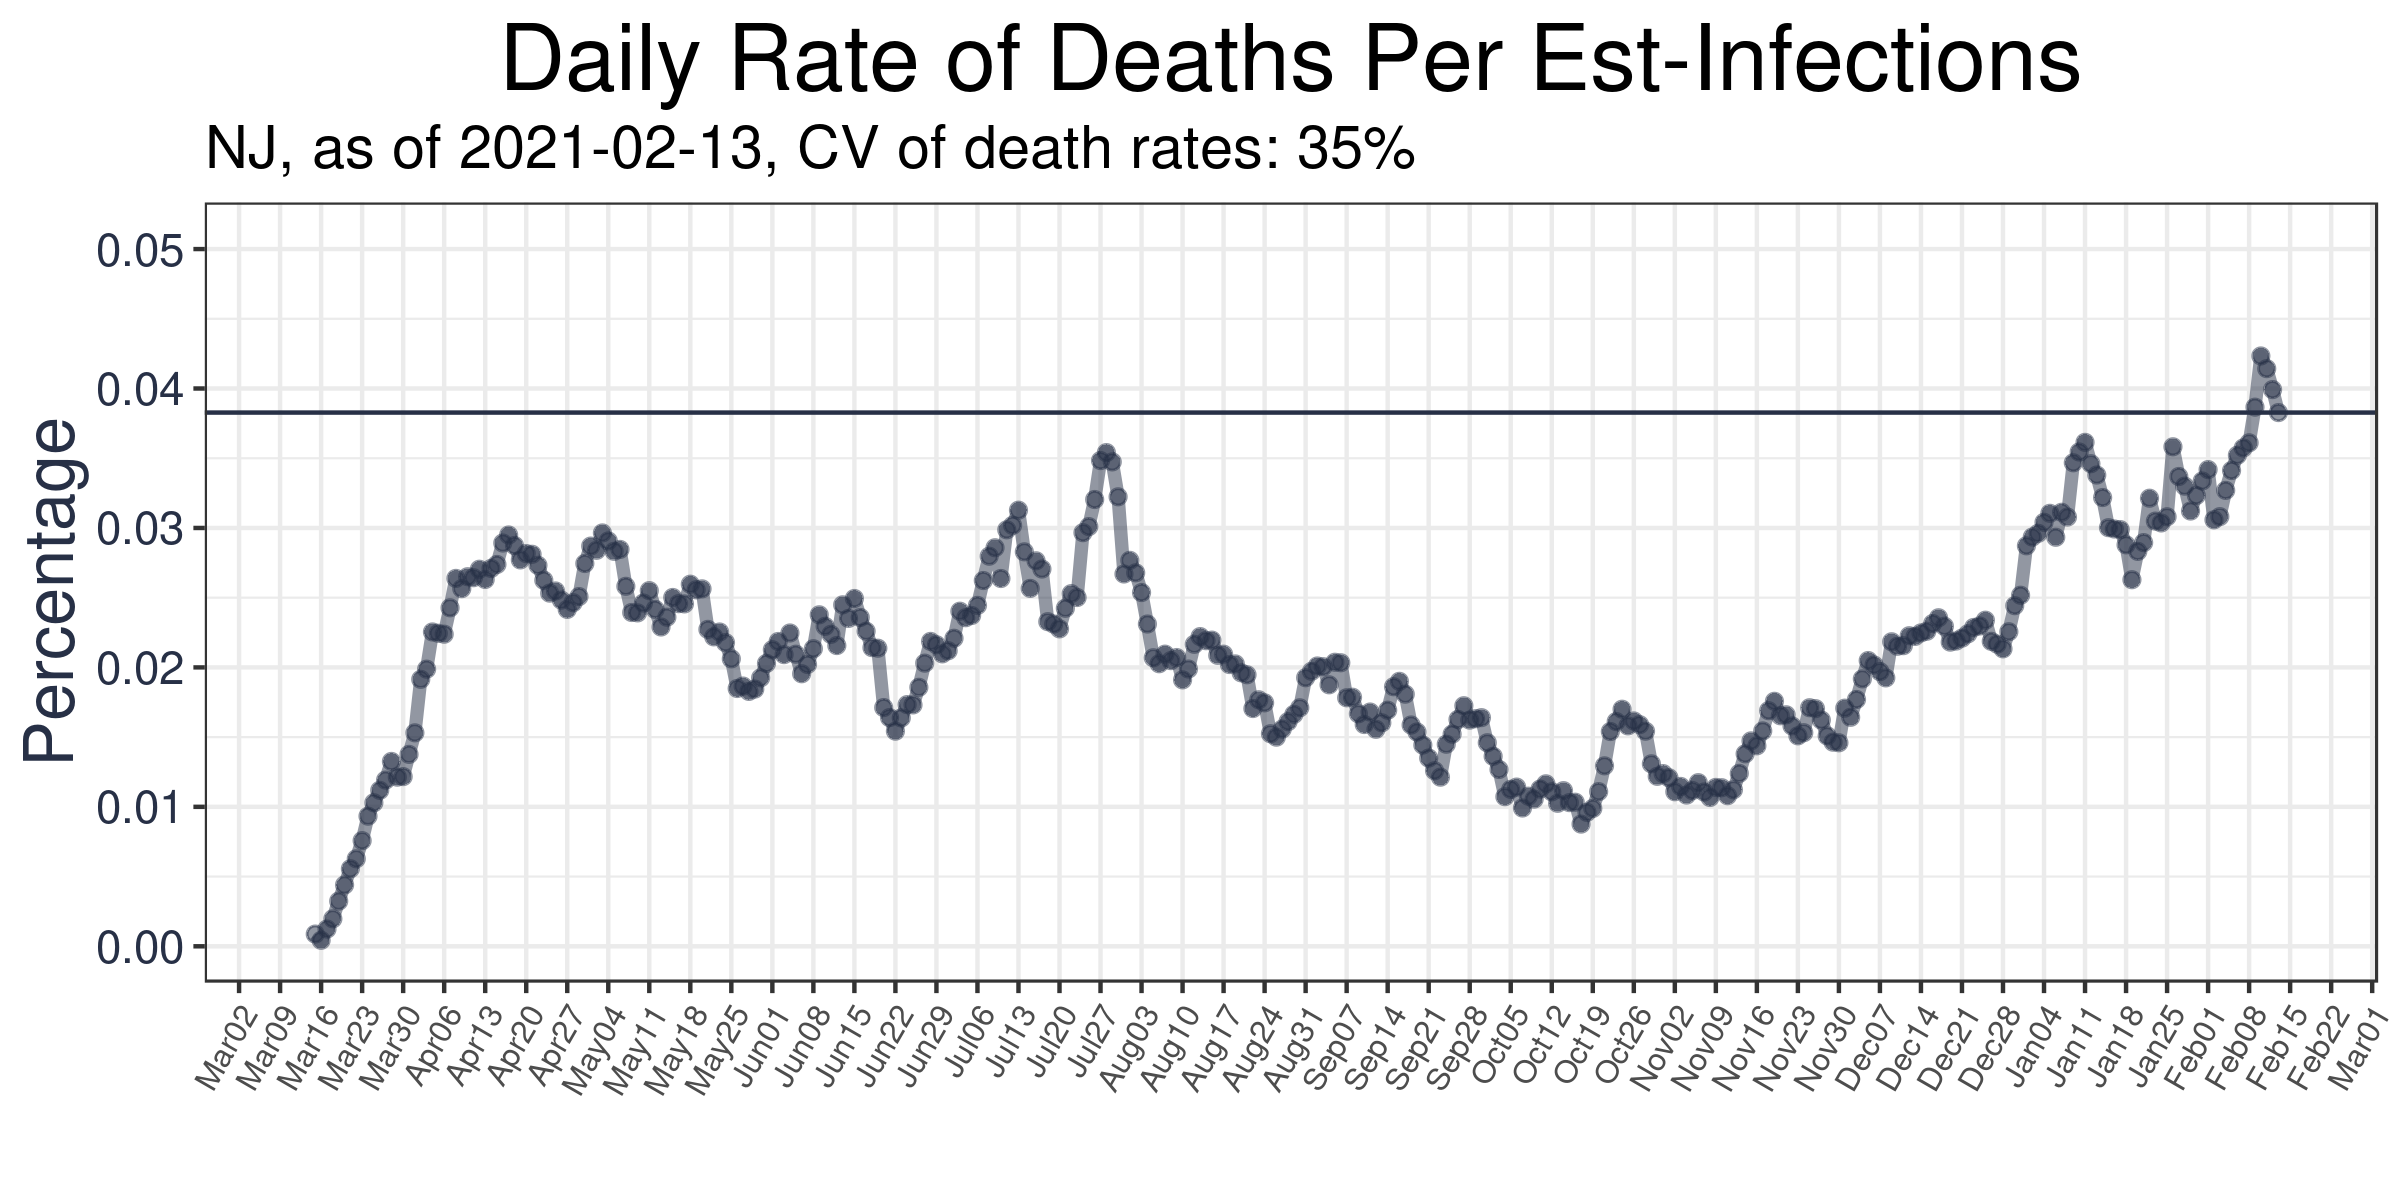 Daily Rate of Deaths Per Est-Infections
NJ, as of 2021-02-13, CV of death rates: 35%
Percentage
0.05
0.04
0.03
0.02
0.01
0.00
Mar02 Mar09 Mar16 Mar23 Mar30 Apr06 Apr13 Apr20 Apr27 May04 May11 May18 May25 Jun01 Jun08 Jun15 Jun22 Jun29 Jul06 Jul13 Jul20 Jul27 Aug03 Aug10 Aug17 Aug24 Aug31 Sep07 Sep14 Sep21 Sep28 Oct05 Oct12 Oct19 Oct26 Nov02 Nov09 Nov16 Nov23 Nov30 Dec07 Dec14 Dec21 Dec28 Jan04 Jan11 Jan18 Jan25 Feb01 Feb08 Feb15 Feb22 Mar01